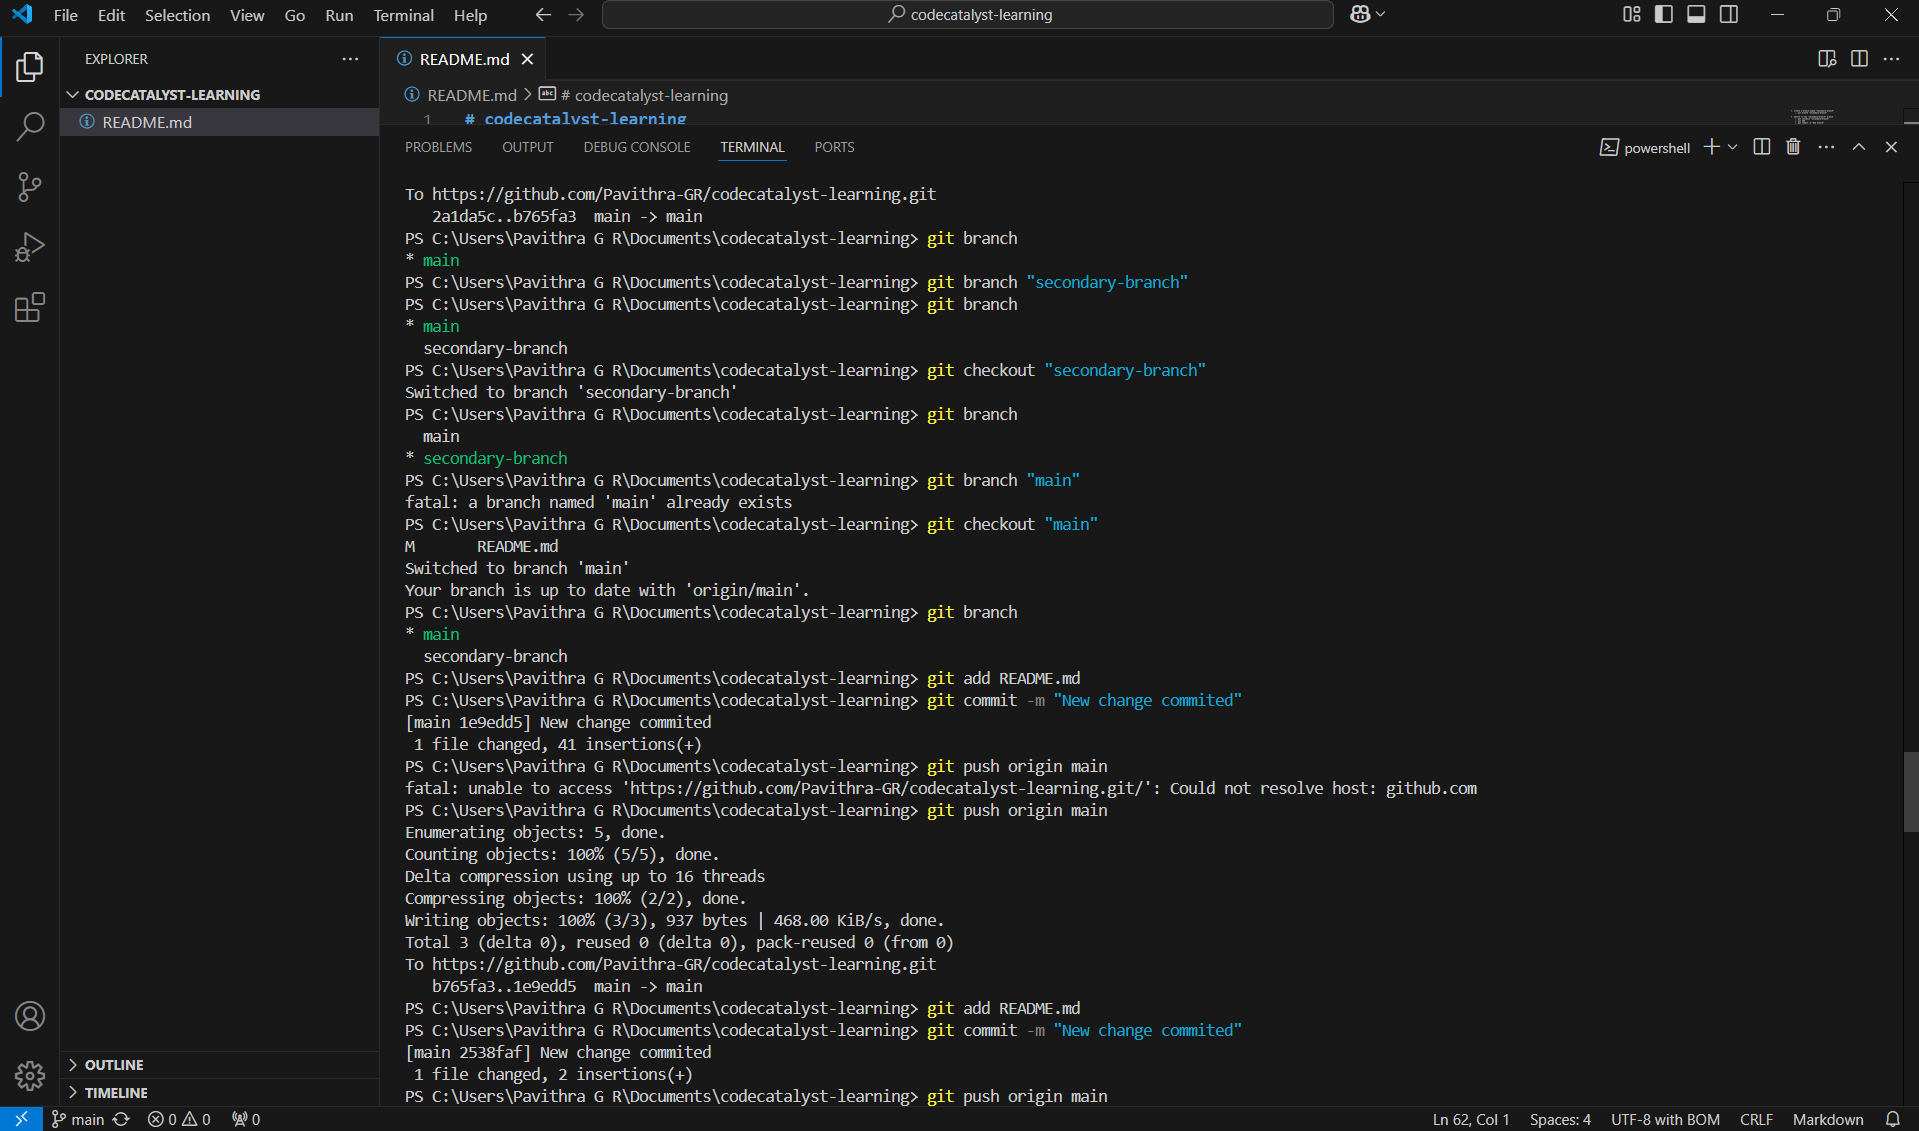 File Edit Selection View Go Run Terminal Help
codecatalyst-learning
EXPLORER
CODECATALYST-LEARNING
README.md
OUTLINE
TIMELINE
README.md
README.md > # codecatalyst-learning
1 # codecatalyst-learning
PROBLEMS OUTPUT DEBUG CONSOLE TERMINAL PORTS
powershell
To https://github.com/Pavithra-GR/codecatalyst-learning.git
   2a1da5c..b765fa3  main -> main
PS C:\Users\Pavithra G R\Documents\codecatalyst-learning> git branch
* main
PS C:\Users\Pavithra G R\Documents\codecatalyst-learning> git branch "secondary-branch"
PS C:\Users\Pavithra G R\Documents\codecatalyst-learning> git branch
* main
  secondary-branch
PS C:\Users\Pavithra G R\Documents\codecatalyst-learning> git checkout "secondary-branch"
Switched to branch 'secondary-branch'
PS C:\Users\Pavithra G R\Documents\codecatalyst-learning> git branch
  main
* secondary-branch
PS C:\Users\Pavithra G R\Documents\codecatalyst-learning> git branch "main"
fatal: a branch named 'main' already exists
PS C:\Users\Pavithra G R\Documents\codecatalyst-learning> git checkout "main"
M       README.md
Switched to branch 'main'
Your branch is up to date with 'origin/main'.
PS C:\Users\Pavithra G R\Documents\codecatalyst-learning> git branch
* main
  secondary-branch
PS C:\Users\Pavithra G R\Documents\codecatalyst-learning> git add README.md
PS C:\Users\Pavithra G R\Documents\codecatalyst-learning> git commit -m "New change commited"
[main 1e9edd5] New change commited
 1 file changed, 41 insertions(+)
PS C:\Users\Pavithra G R\Documents\codecatalyst-learning> git push origin main
fatal: unable to access 'https://github.com/Pavithra-GR/codecatalyst-learning.git/': Could not resolve host: github.com
PS C:\Users\Pavithra G R\Documents\codecatalyst-learning> git push origin main
Enumerating objects: 5, done.
Counting objects: 100% (5/5), done.
Delta compression using up to 16 threads
Compressing objects: 100% (2/2), done.
Writing objects: 100% (3/3), 937 bytes | 468.00 KiB/s, done.
Total 3 (delta 0), reused 0 (delta 0), pack-reused 0 (from 0)
To https://github.com/Pavithra-GR/codecatalyst-learning.git
   b765fa3..1e9edd5  main -> main
PS C:\Users\Pavithra G R\Documents\codecatalyst-learning> git add README.md
PS C:\Users\Pavithra G R\Documents\codecatalyst-learning> git commit -m "New change commited"
[main 2538faf] New change commited
 1 file changed, 2 insertions(+)
PS C:\Users\Pavithra G R\Documents\codecatalyst-learning> git push origin main
main 0 0 0 Ln 62, Col 1 Spaces: 4 UTF-8 with BOM CRLF Markdown